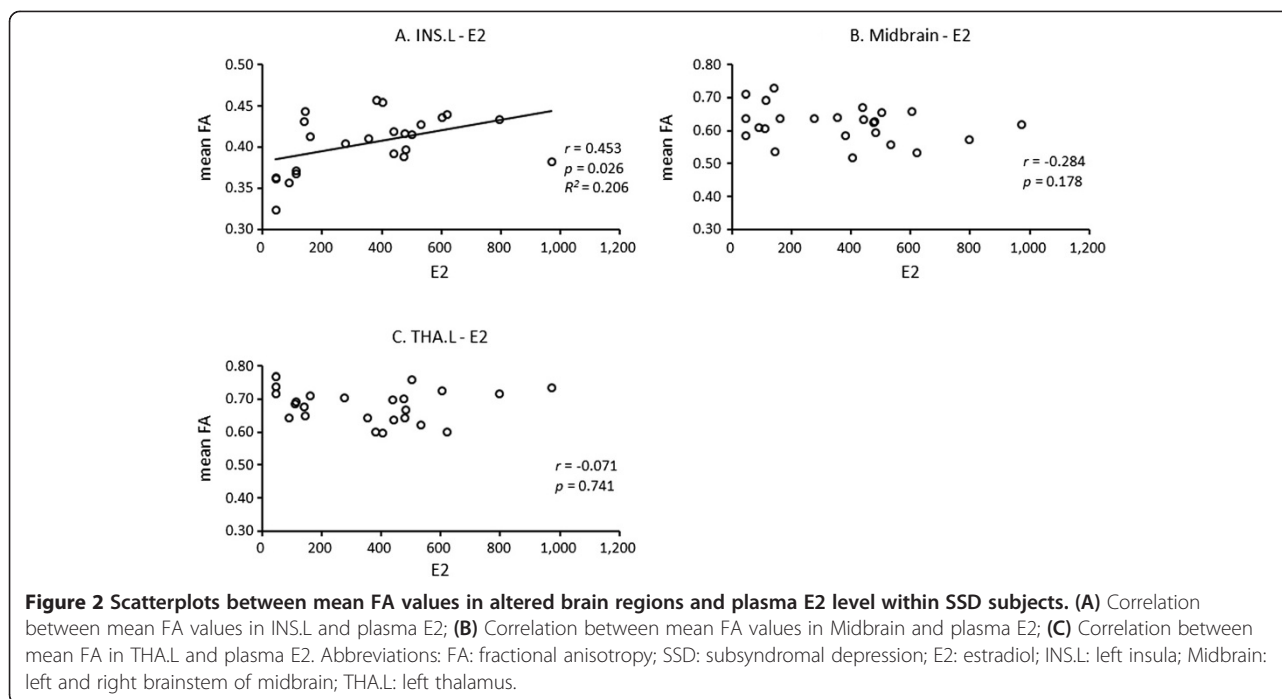 A. INS.L - E2
mean FA
0.50
0.45
0.40
0.35
0.30
0 200 400 600 800 1,000 1,200
E2
r = 0.453
p = 0.026
R² = 0.206
B. Midbrain - E2
mean FA
0.80
0.70
0.60
0.50
0.40
0.30
0 200 400 600 800 1,000 1,200
E2
r = -0.284
p = 0.178
C. THA.L - E2
mean FA
0.80
0.70
0.60
0.50
0.40
0.30
0 200 400 600 800 1,000 1,200
E2
r = -0.071
p = 0.741
Figure 2 Scatterplots between mean FA values in altered brain regions and plasma E2 level within SSD subjects. (A) Correlation
between mean FA values in INS.L and plasma E2; (B) Correlation between mean FA values in Midbrain and plasma E2; (C) Correlation between
mean FA in THA.L and plasma E2. Abbreviations: FA: fractional anisotropy; SSD: subsyndromal depression; E2: estradiol; INS.L: left insula; Midbrain:
left and right brainstem of midbrain; THA.L: left thalamus.